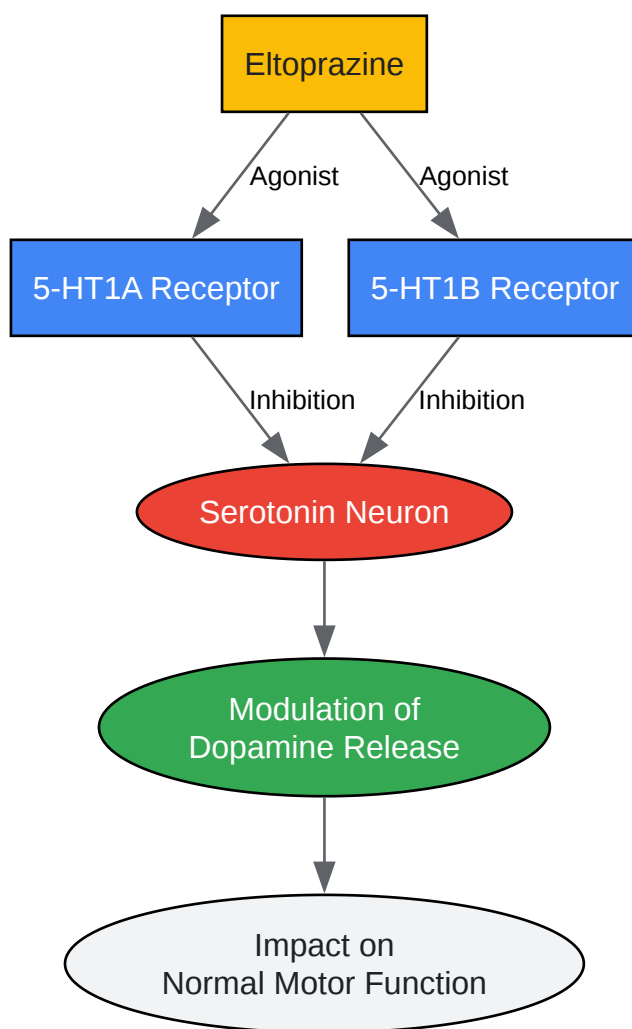 Eltoprazine
Agonist
Agonist
5-HT1A Receptor
5-HT1B Receptor
Inhibition
Inhibition
Serotonin Neuron
Modulation of
Dopamine Release
Impact on
Normal Motor Function